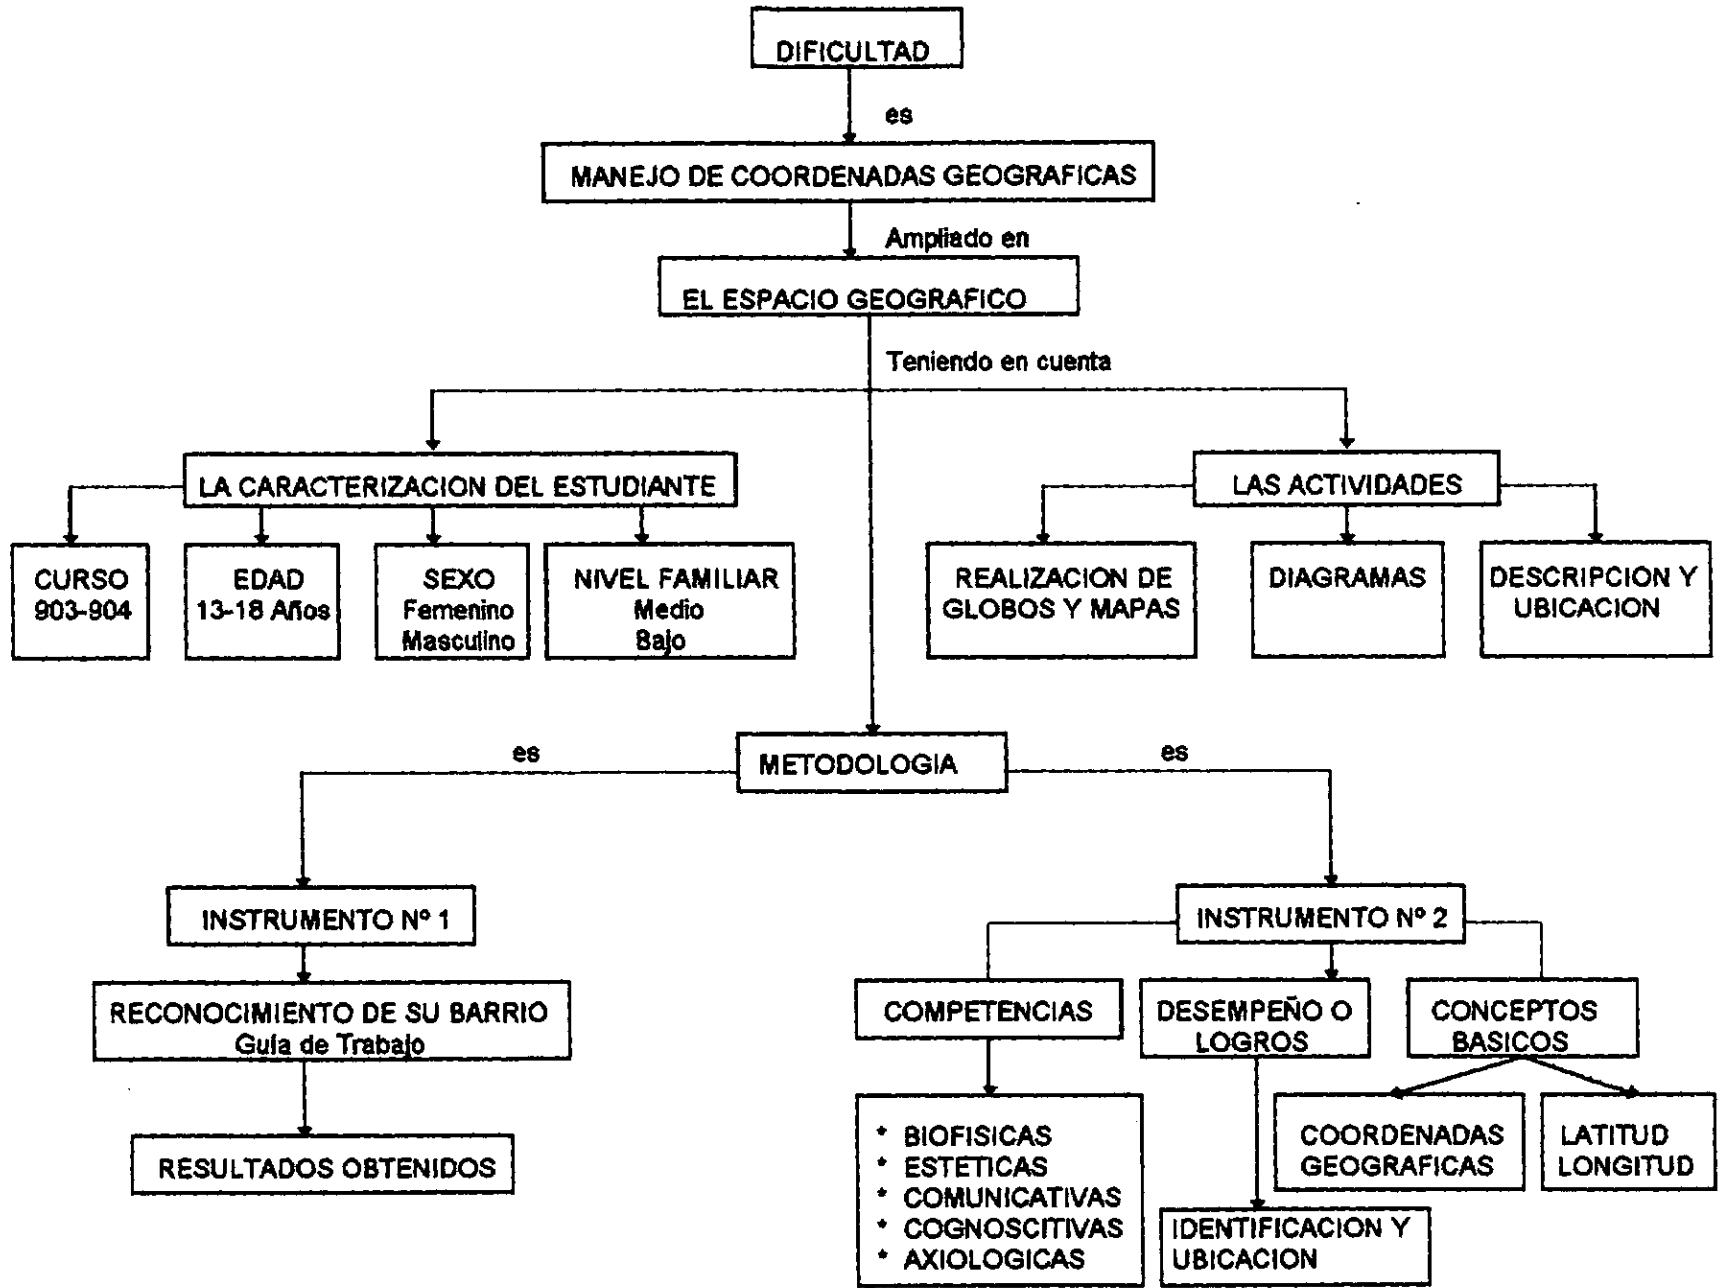 DIFICULTAD
es
MANEJO DE COORDENADAS GEOGRAFICAS
Ampliado en
EL ESPACIO GEOGRAFICO
Teniendo en cuenta
LA CARACTERIZACION DEL ESTUDIANTE
LAS ACTIVIDADES
CURSO
903-904
EDAD
13-18 Años
SEXO
Femenino
Masculino
NIVEL FAMILIAR
Medio
Bajo
REALIZACION DE
GLOBOS Y MAPAS
DIAGRAMAS
DESCRIPCION Y
UBICACION
METODOLOGIA
es
es
INSTRUMENTO Nº 1
RECONOCIMIENTO DE SU BARRIO
Guía de Trabajo
RESULTADOS OBTENIDOS
INSTRUMENTO Nº 2
COMPETENCIAS
* BIOFISICAS
* ESTETICAS
* COMUNICATIVAS
* COGNOSCITIVAS
* AXIOLOGICAS
DESEMPEÑO O
LOGROS
IDENTIFICACION Y
UBICACION
CONCEPTOS
BASICOS
COORDENADAS
GEOGRAFICAS
LATITUD
LONGITUD